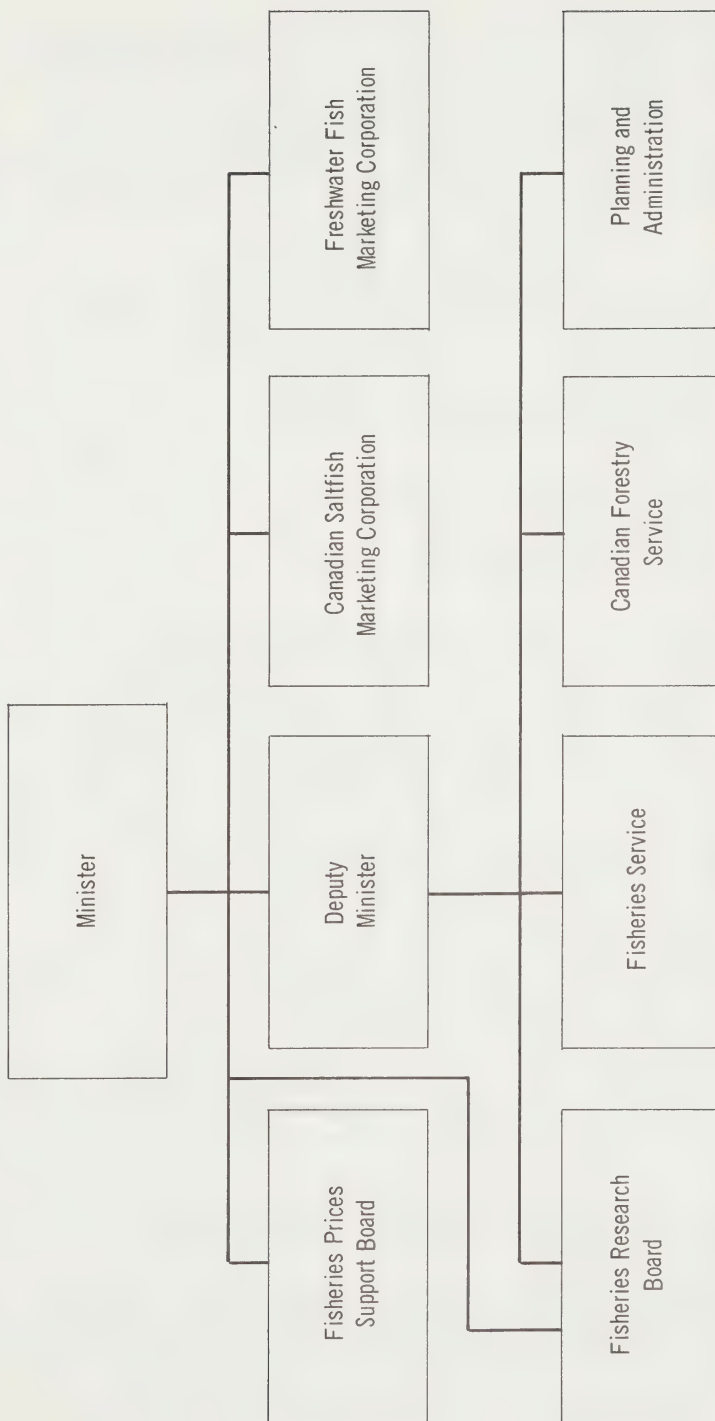 Minister
Fisheries Prices
Support Board
Deputy
Minister
Canadian Saltfish
Marketing Corporation
Freshwater Fish
Marketing Corporation
Fisheries Research
Board
Fisheries Service
Canadian Forestry
Service
Planning and
Administration